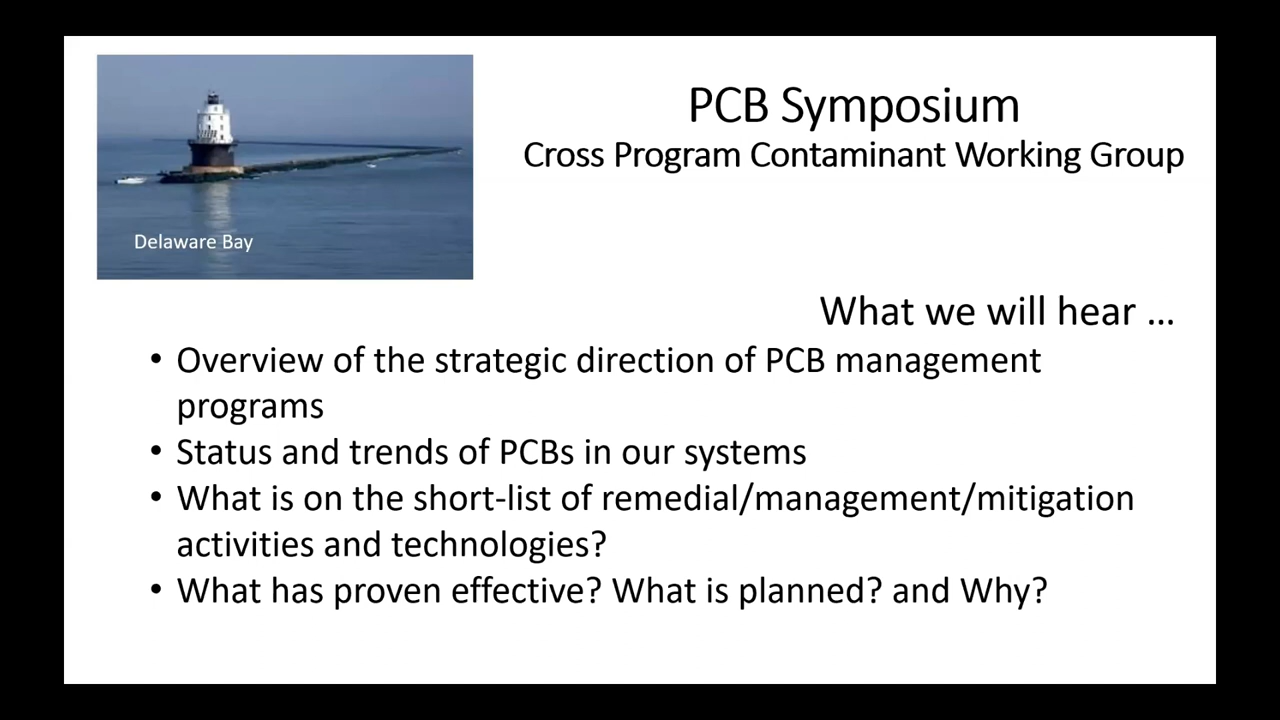 PCB Symposium
Cross Program Contaminant Working Group
Delaware Bay
What we will hear ...
• Overview of the strategic direction of PCB management
programs
• Status and trends of PCBs in our systems
• What is on the short-list of remedial/management/mitigation
activities and technologies?
• What has proven effective? What is planned? and Why?